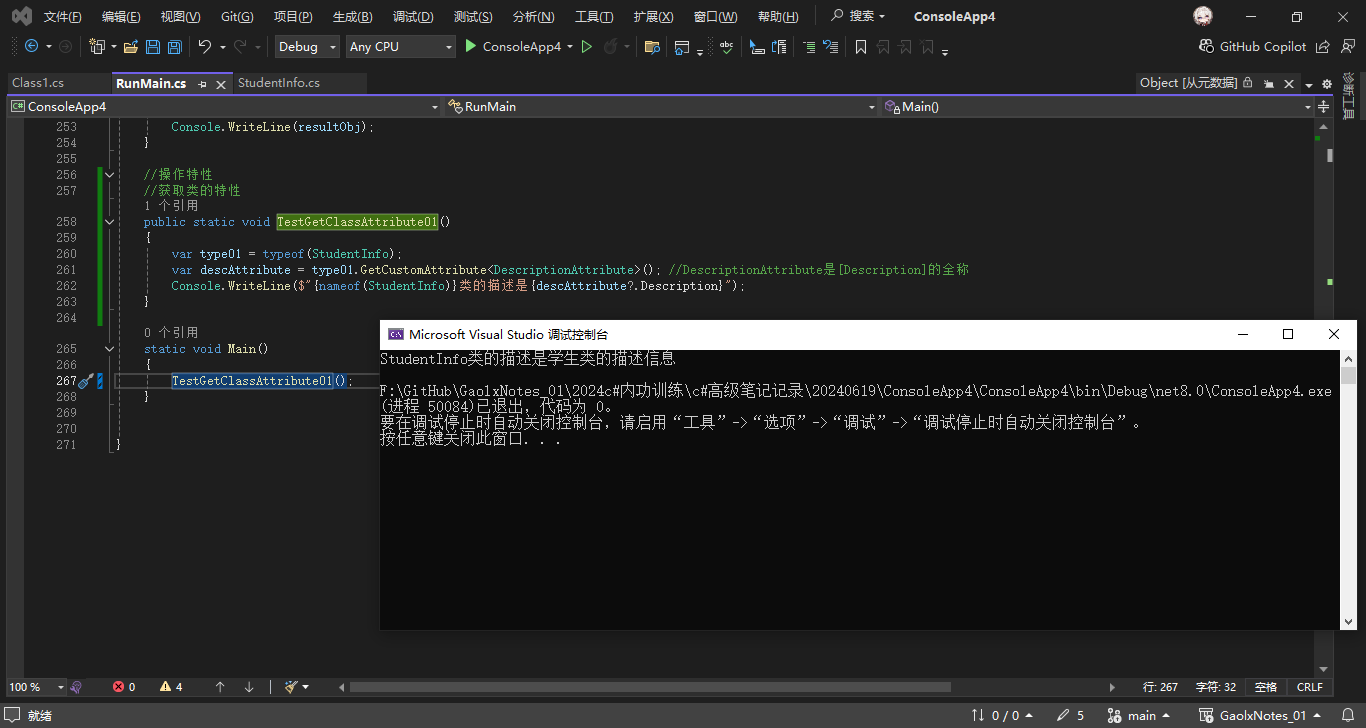 文件(F) 编辑(E) 视图(V) Git(G) 项目(P) 生成(B) 调试(D) 测试(S) 分析(N) 工具(T) 扩展(X) 窗口(W) 帮助(H) 搜索 ConsoleApp4
Debug Any CPU ConsoleApp4 GitHub Copilot
Class1.cs RunMain.cs StudentInfo.cs Object [从元数据]
诊断工具
C# ConsoleApp4 RunMain Main()
253 Console.WriteLine(resultObj);
254 }
255
256 //操作特性
257 //获取类的特性
1 个引用
258 public static void TestGetClassAttribute01()
259 {
260 var type01 = typeof(StudentInfo);
261 var descAttribute = type01.GetCustomAttribute<DescriptionAttribute>(); //DescriptionAttribute是[Description]的全称
262 Console.WriteLine($"{nameof(StudentInfo)}类的描述是{descAttribute?.Description}");
263 }
264
0 个引用
265 static void Main()
266 {
267 TestGetClassAttribute01();
268 }
269
270
271 }
Microsoft Visual Studio 调试控制台
StudentInfo类的描述是学生类的描述信息
F:\GitHub\GaolxNotes_01\2024c#内功训练\c#高级笔记记录\20240619\ConsoleApp4\ConsoleApp4\bin\Debug\net8.0\ConsoleApp4.exe
(进程 50084)已退出，代码为 0。
要在调试停止时自动关闭控制台，请启用“工具”->“选项”->“调试”->“调试停止时自动关闭控制台”。
按任意键关闭此窗口. . .
100 % 0 4 行: 267 字符: 32 空格 CRLF
就绪 0 / 0 5 main GaolxNotes_01